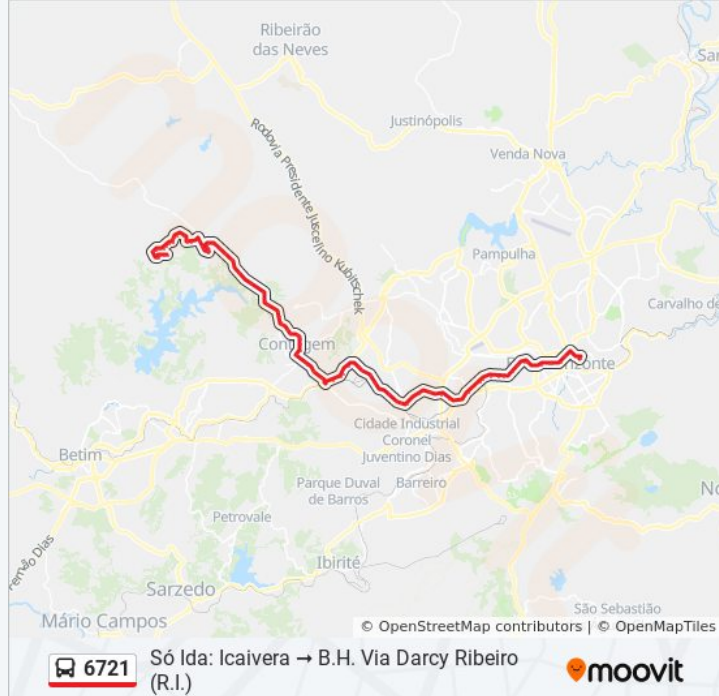 Ribeirão
das Neves
San
Justinópolis
Rodovia Presidente Juscelino Kubitschek
Venda Nova
Pampulha
Carvalho de
Contagem
Cidade Industrial
Coronel
Juventino Dias
Betim
Parque Duval
de Barros
Barreiro
No
Petrovale
Ibirité
Sarzedo
São Sebastião
Mário Campos
© OpenStreetMap contributors | © OpenMapTiles
6721
Só Ida: Icaivera → B.H. Via Darcy Ribeiro
(R.I.)
moovit